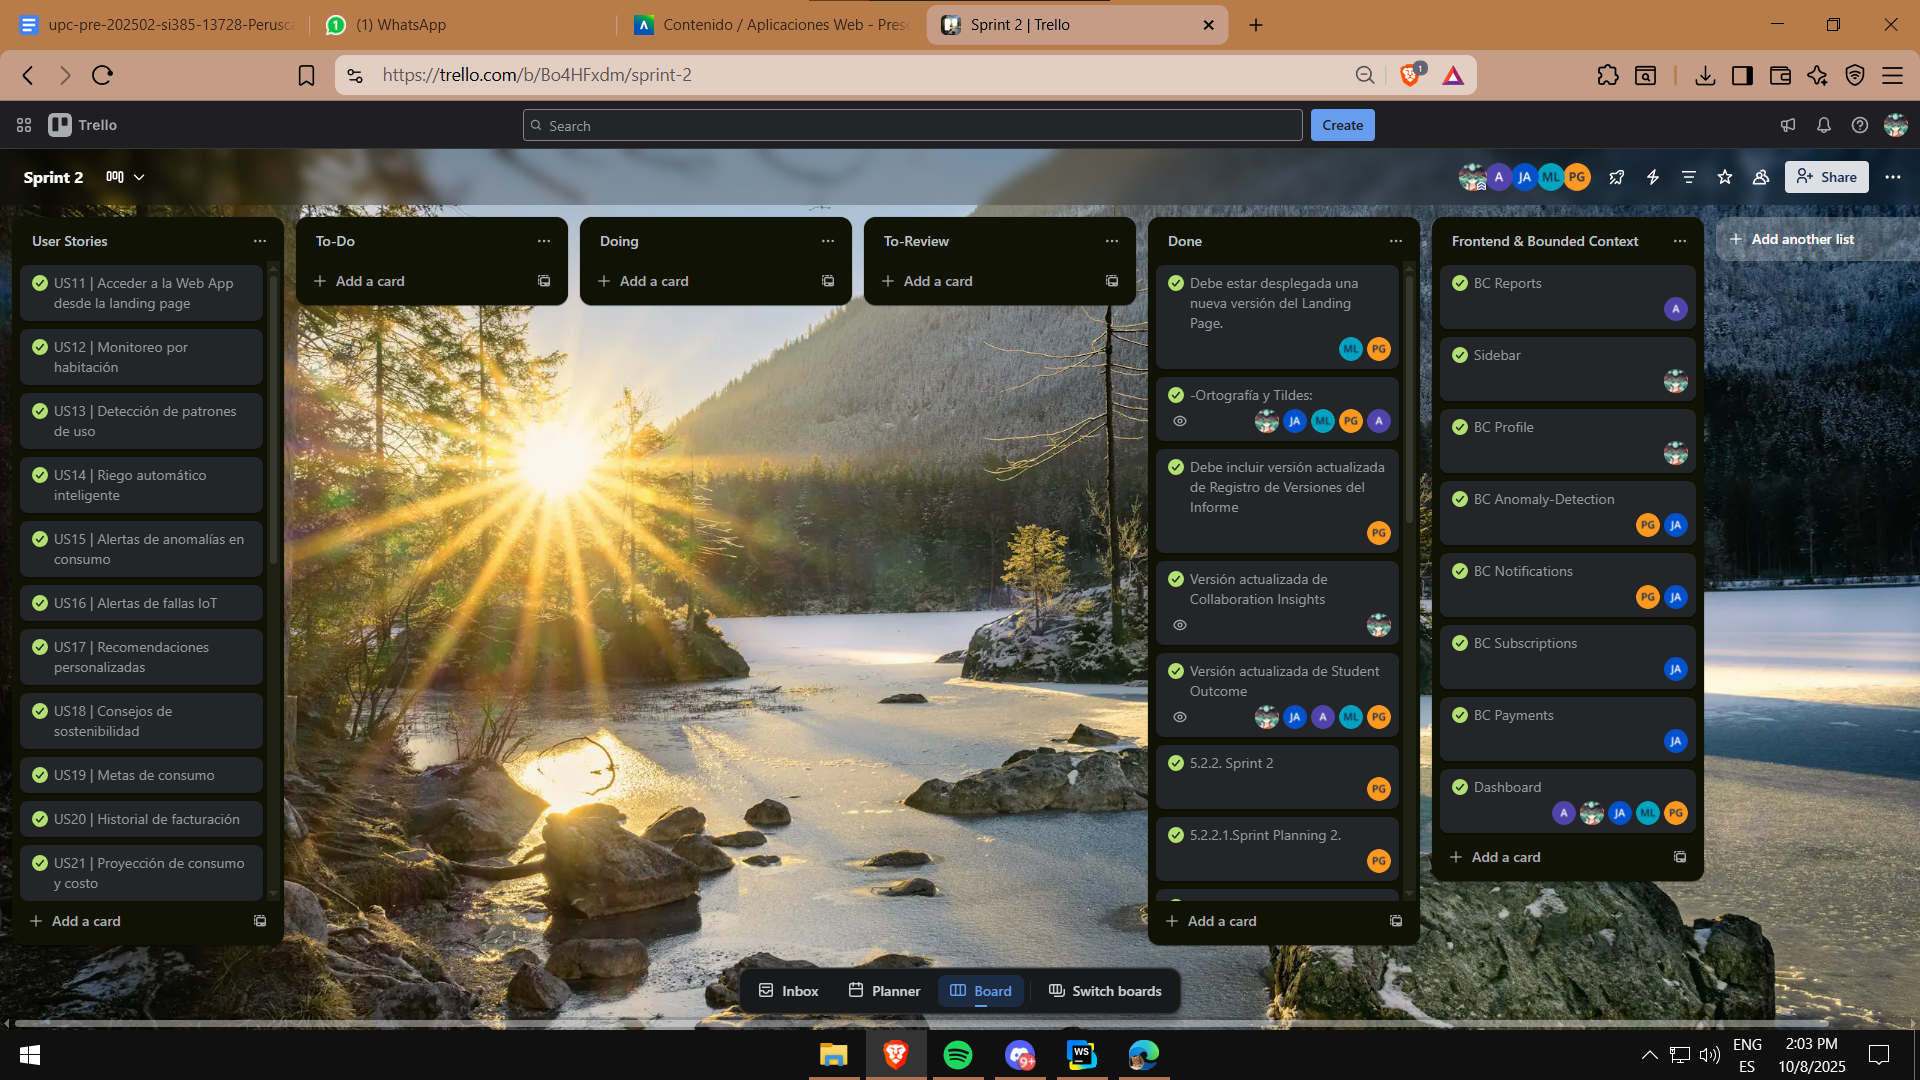 upc-pre-202502-si385-13728-Perusc
(1) WhatsApp
Contenido / Aplicaciones Web - Prese
Sprint 2 | Trello
https://trello.com/b/Bo4HFxdm/sprint-2
1
Trello
Search
Create
Sprint 2
A
JA
ML
PG
Share
User Stories
US11 | Acceder a la Web App
desde la landing page
US12 | Monitoreo por
habitación
US13 | Detección de patrones
de uso
US14 | Riego automático
inteligente
US15 | Alertas de anomalías en
consumo
US16 | Alertas de fallas IoT
US17 | Recomendaciones
personalizadas
US18 | Consejos de
sostenibilidad
US19 | Metas de consumo
US20 | Historial de facturación
US21 | Proyección de consumo
y costo
Add a card
To-Do
Add a card
Doing
Add a card
To-Review
Add a card
Done
Debe estar desplegada una
nueva versión del Landing
Page.
ML PG
-Ortografía y Tildes:
JA ML PG A
Debe incluir versión actualizada
de Registro de Versiones del
Informe
PG
Versión actualizada de
Collaboration Insights
Versión actualizada de Student
Outcome
JA A ML PG
5.2.2. Sprint 2
PG
5.2.2.1.Sprint Planning 2.
PG
Add a card
Frontend & Bounded Context
BC Reports
A
Sidebar
BC Profile
BC Anomaly-Detection
PG JA
BC Notifications
PG JA
BC Subscriptions
JA
BC Payments
JA
Dashboard
A JA ML PG
Add a card
Add another list
Inbox
Planner
Board
Switch boards
9+
WS
ENG
ES
2:03 PM
10/8/2025